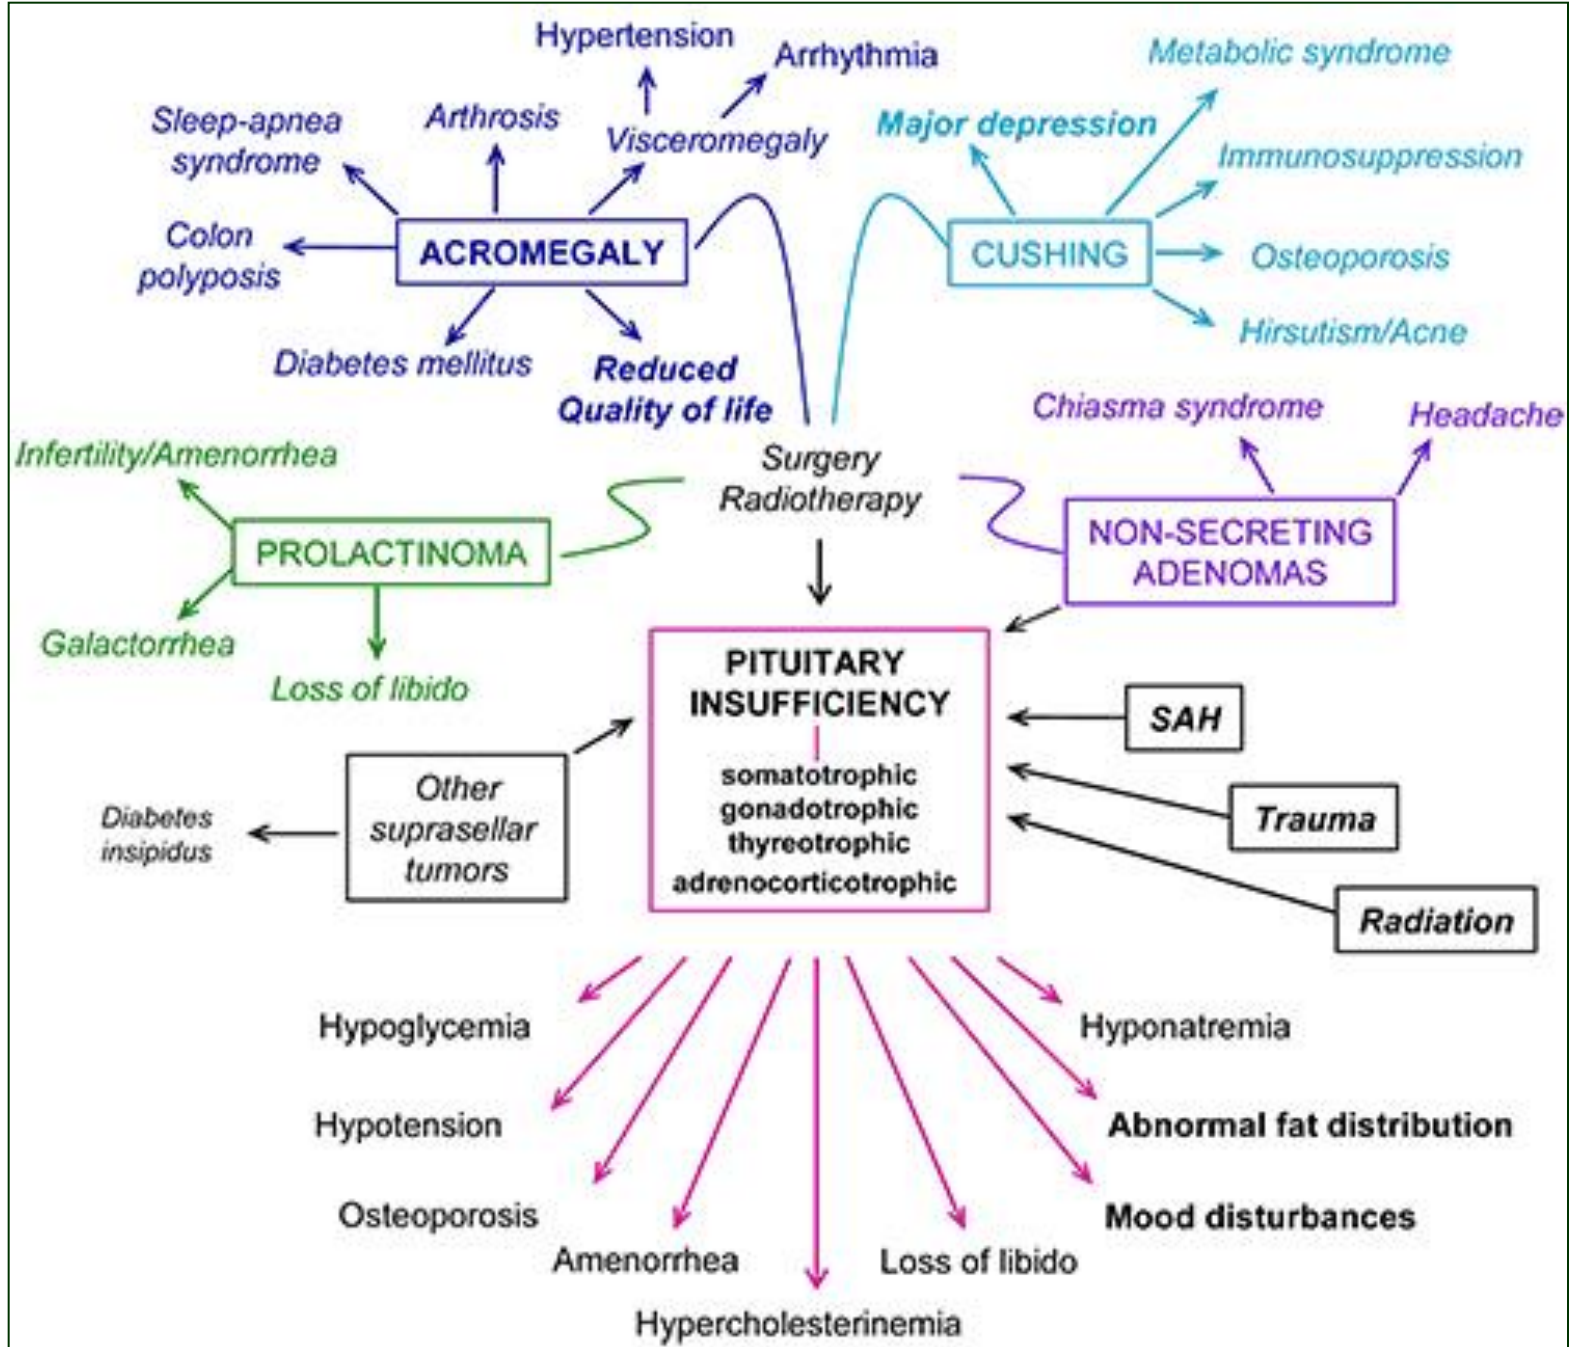 Hypertension
Arrhythmia
Sleep-apnea
syndrome
Arthrosis
Visceromegaly
Colon
polyposis
ACROMEGALY
Diabetes mellitus
Reduced
Quality of life
Metabolic syndrome
Major depression
Immunosuppression
CUSHING
Osteoporosis
Hirsutism/Acne
Chiasma syndrome
Headache
Infertility/Amenorrhea
Surgery
Radiotherapy
PROLACTINOMA
NON-SECRETING
ADENOMAS
Galactorrhea
Loss of libido
PITUITARY
INSUFFICIENCY
somatotrophic
gonadotrophic
thyreotrophic
adrenocorticotrophic
SAH
Trauma
Radiation
Other
suprasellar
tumors
Diabetes
insipidus
Hypoglycemia
Hyponatremia
Hypotension
Abnormal fat distribution
Osteoporosis
Mood disturbances
Amenorrhea
Loss of libido
Hypercholesterinemia